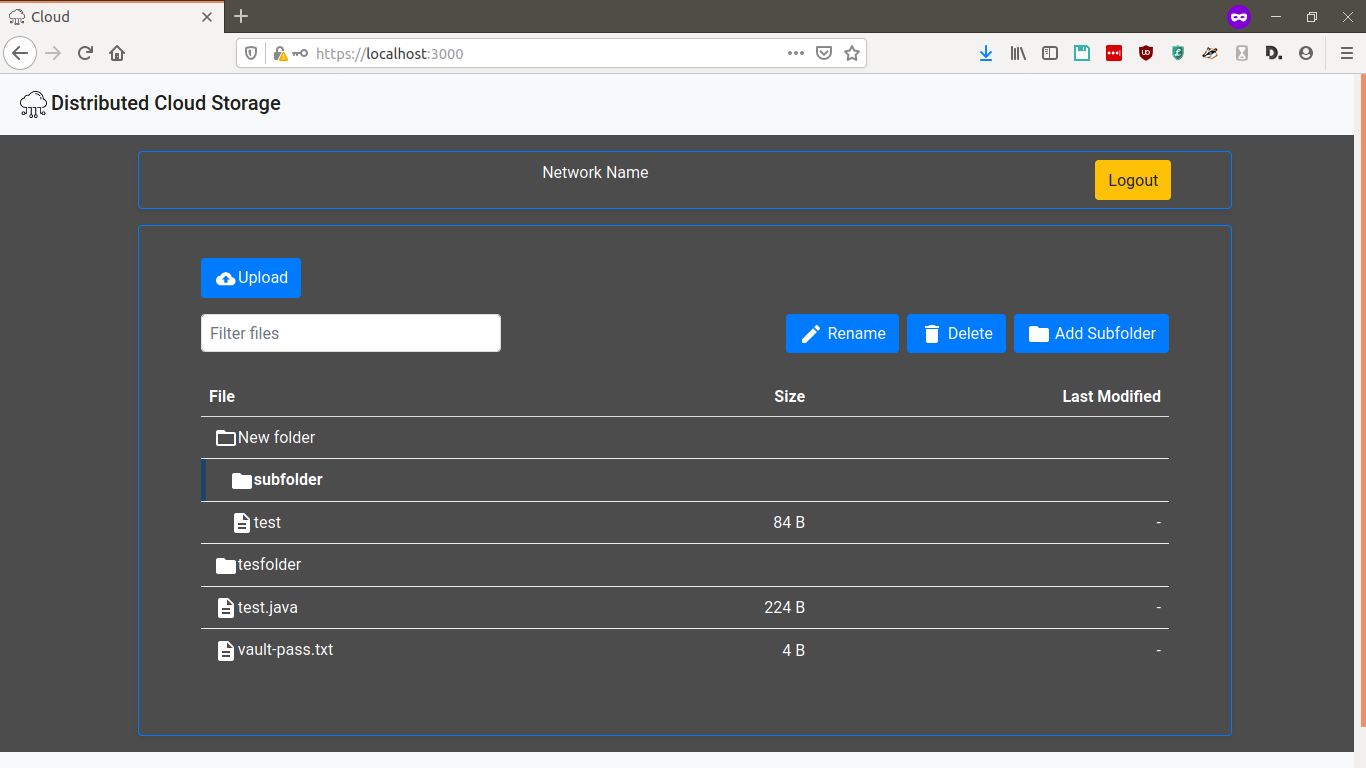 Cloud
https://localhost:3000
Distributed Cloud Storage
Network Name
Logout
Upload
Filter files
Rename Delete Add Subfolder
File Size Last Modified
New folder
subfolder
test 84 B -
tesfolder
test.java 224 B -
vault-pass.txt 4 B -